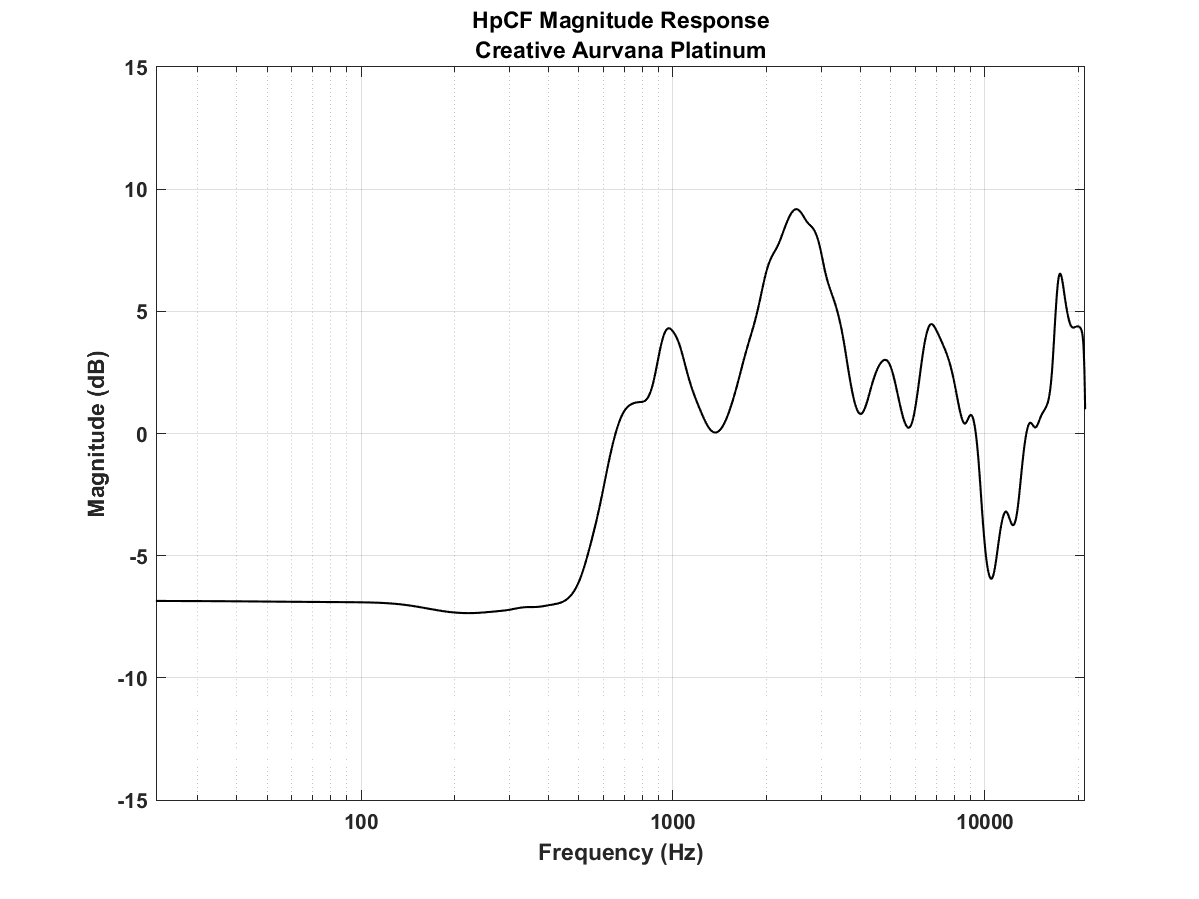 HpCF Magnitude Response
Creative Aurvana Platinum
15
10
5
0
-5
-10
-15
Magnitude (dB)
100
1000
10000
Frequency (Hz)